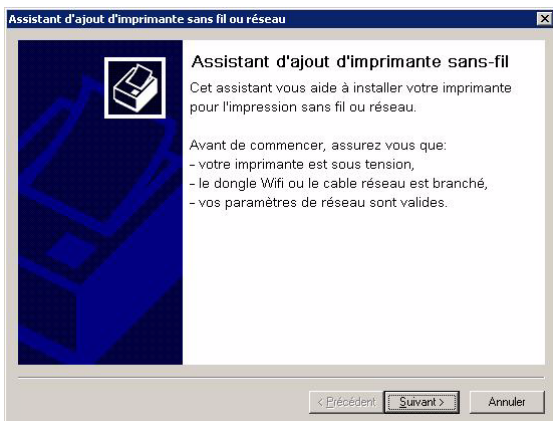 Assistant d'ajout d'imprimante sans fil ou réseau
Assistant d'ajout d'imprimante sans-fil
Cet assistant vous aide à installer votre imprimante
pour l'impression sans fil ou réseau.
Avant de commencer, assurez vous que:
- votre imprimante est sous tension,
- le dongle Wifi ou le cable réseau est branché,
- vos paramètres de réseau sont valides.
< Précédent Suivant > Annuler